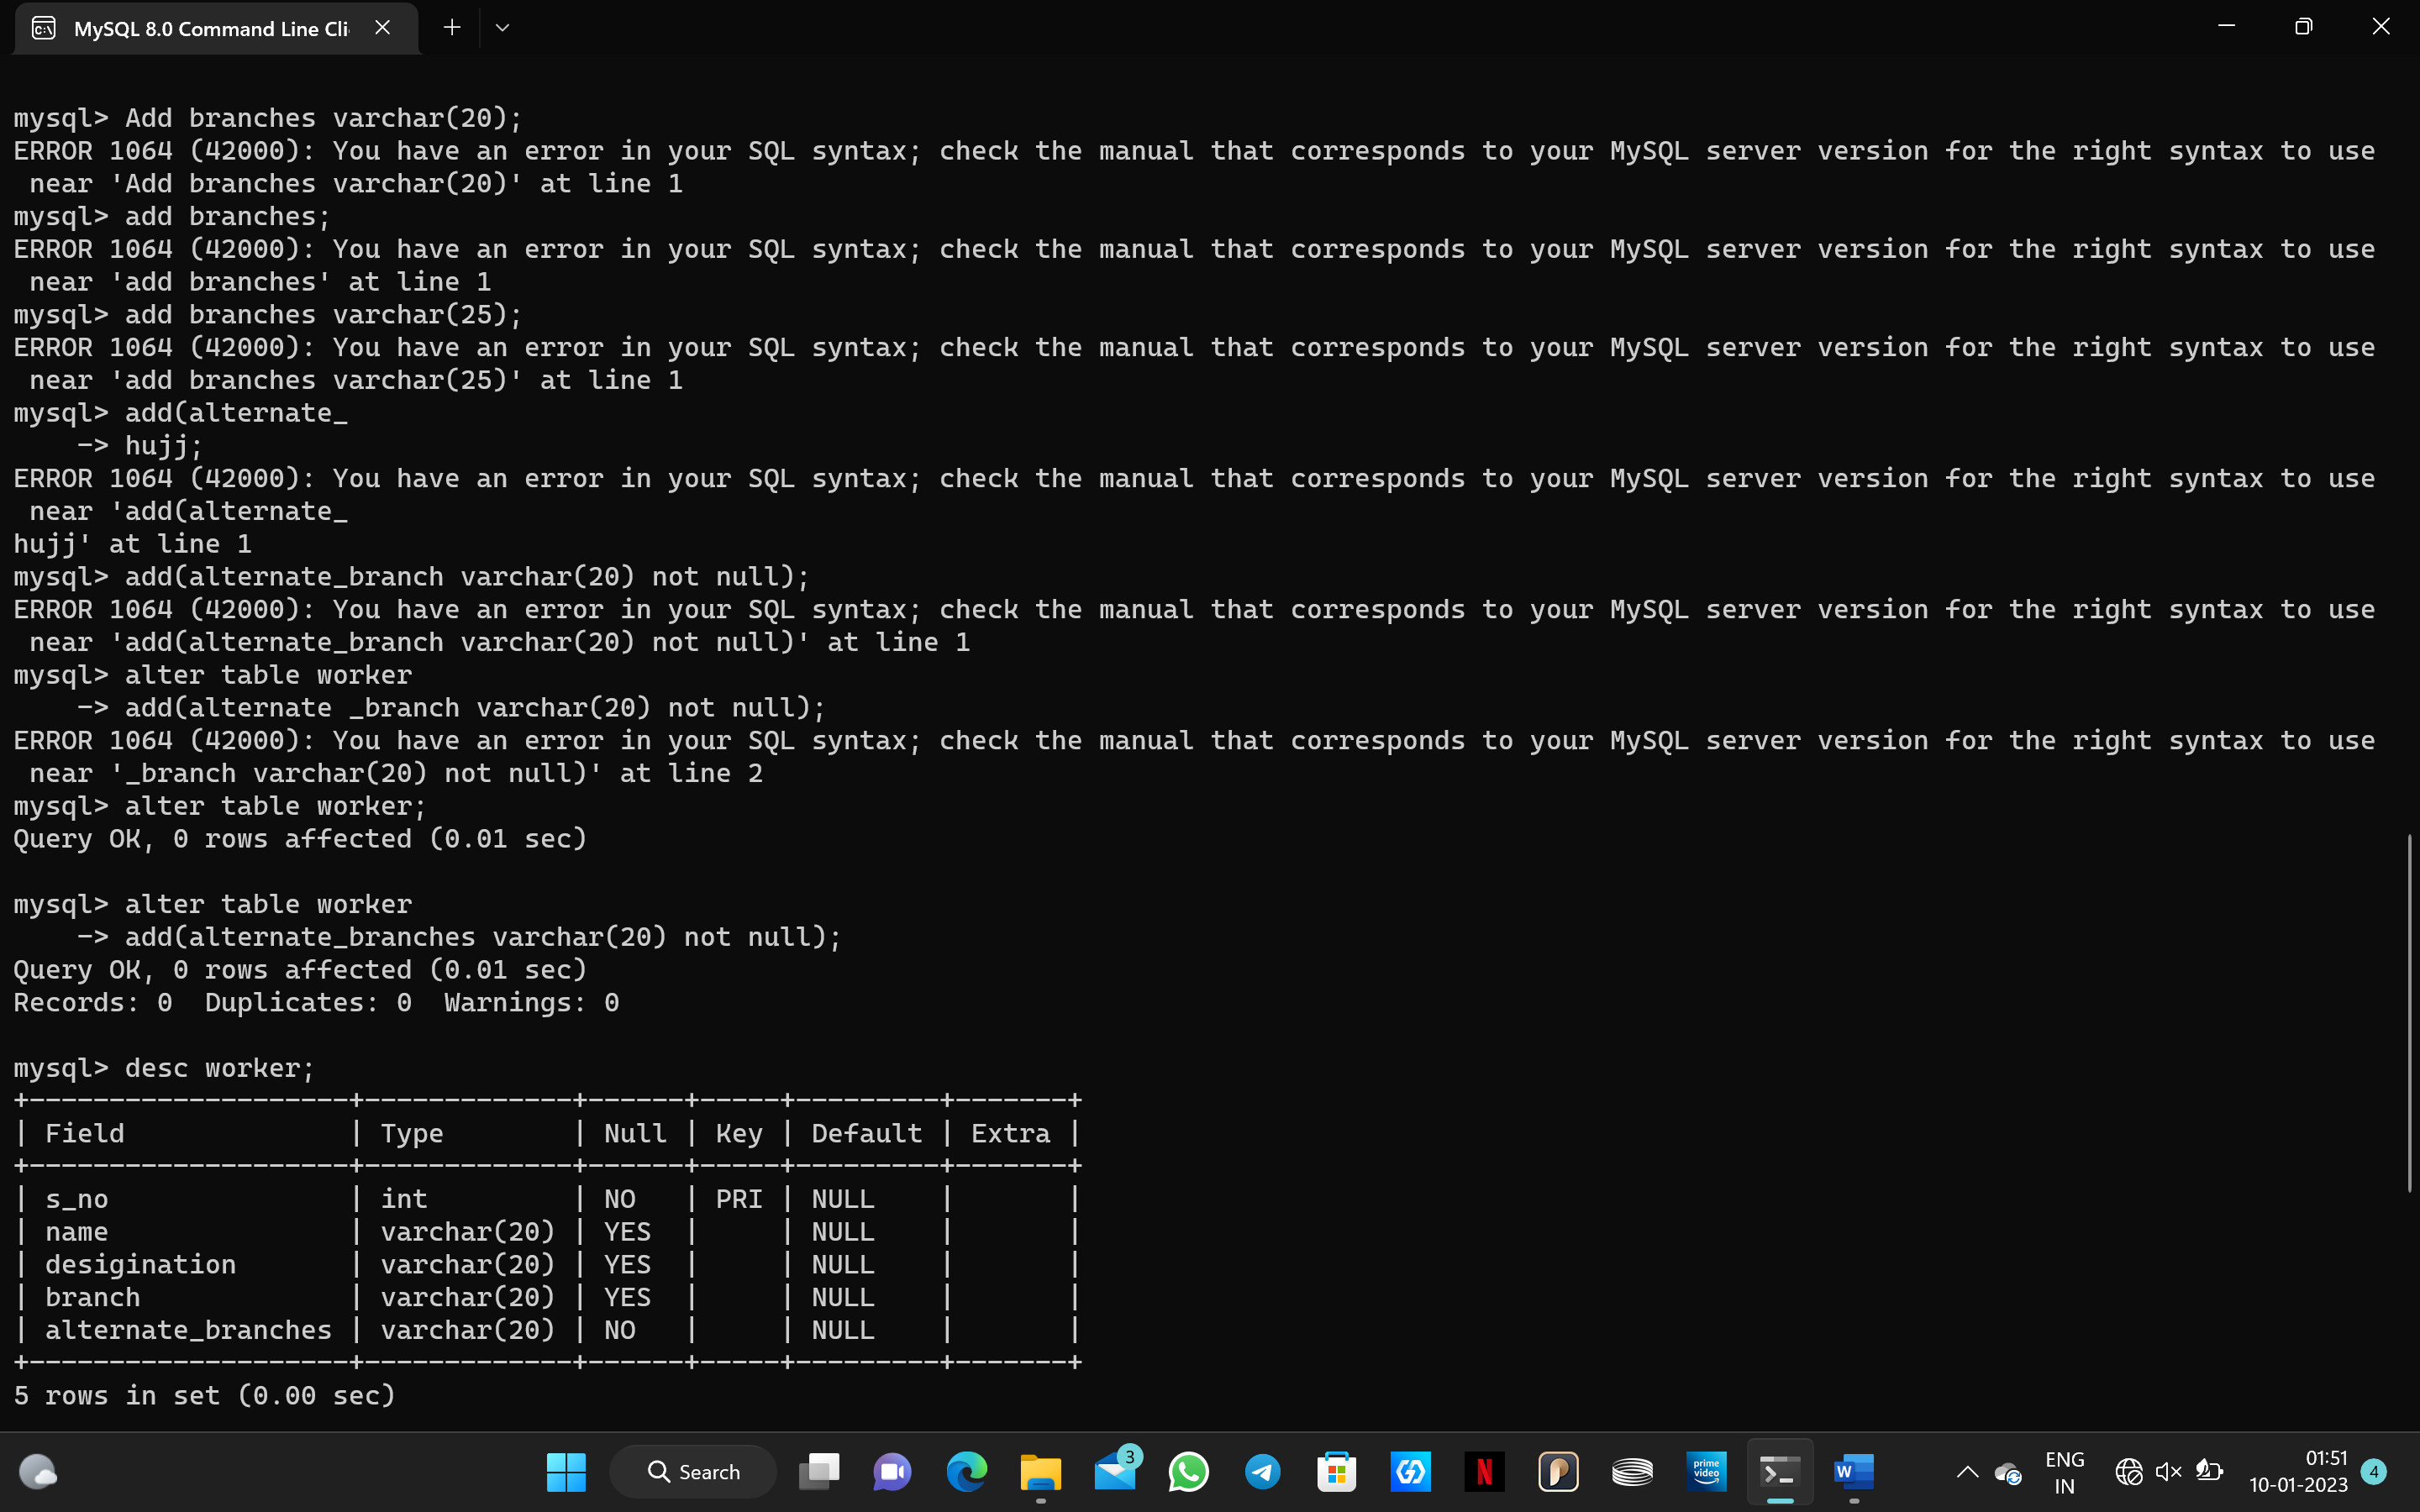 MySQL 8.0 Command Line Cli
mysql> Add branches varchar(20);
ERROR 1064 (42000): You have an error in your SQL syntax; check the manual that corresponds to your MySQL server version for the right syntax to use
 near 'Add branches varchar(20)' at line 1
mysql> add branches;
ERROR 1064 (42000): You have an error in your SQL syntax; check the manual that corresponds to your MySQL server version for the right syntax to use
 near 'add branches' at line 1
mysql> add branches varchar(25);
ERROR 1064 (42000): You have an error in your SQL syntax; check the manual that corresponds to your MySQL server version for the right syntax to use
 near 'add branches varchar(25)' at line 1
mysql> add(alternate_
    -> hujj;
ERROR 1064 (42000): You have an error in your SQL syntax; check the manual that corresponds to your MySQL server version for the right syntax to use
 near 'add(alternate_
hujj' at line 1
mysql> add(alternate_branch varchar(20) not null);
ERROR 1064 (42000): You have an error in your SQL syntax; check the manual that corresponds to your MySQL server version for the right syntax to use
 near 'add(alternate_branch varchar(20) not null)' at line 1
mysql> alter table worker
    -> add(alternate _branch varchar(20) not null);
ERROR 1064 (42000): You have an error in your SQL syntax; check the manual that corresponds to your MySQL server version for the right syntax to use
 near '_branch varchar(20) not null)' at line 2
mysql> alter table worker;
Query OK, 0 rows affected (0.01 sec)
mysql> alter table worker
    -> add(alternate_branches varchar(20) not null);
Query OK, 0 rows affected (0.01 sec)
Records: 0  Duplicates: 0  Warnings: 0
mysql> desc worker;
+--------------------+-------------+------+-----+---------+-------+
| Field              | Type        | Null | Key | Default | Extra |
+--------------------+-------------+------+-----+---------+-------+
| s_no               | int         | NO   | PRI | NULL    |       |
| name               | varchar(20) | YES  |     | NULL    |       |
| desigination       | varchar(20) | YES  |     | NULL    |       |
| branch             | varchar(20) | YES  |     | NULL    |       |
| alternate_branches | varchar(20) | NO   |     | NULL    |       |
+--------------------+-------------+------+-----+---------+-------+
5 rows in set (0.00 sec)
Search
3
prime video
ENG
IN
01:51
10-01-2023
4